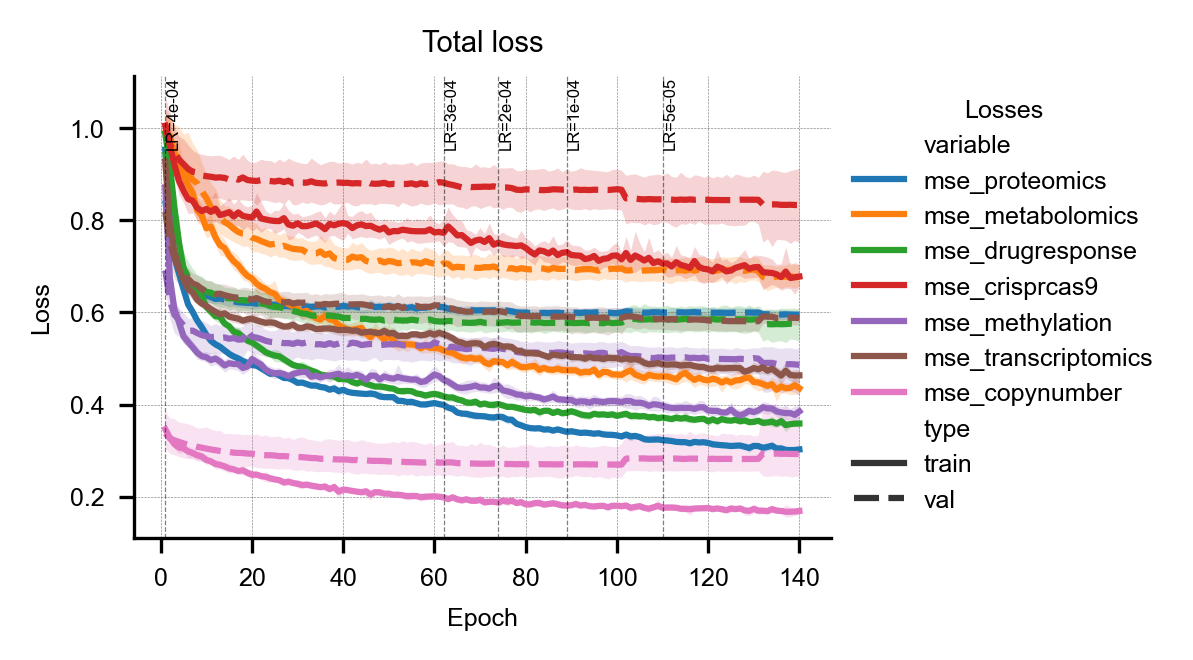 Total loss
LR=4e-04
LR=3e-04
LR=2e-04
LR=1e-04
LR=5e-05
1.0
0.8
0.6
0.4
0.2
Loss
0 20 40 60 80 100 120 140
Epoch
Losses
variable
mse_proteomics
mse_metabolomics
mse_drugresponse
mse_crisprcas9
mse_methylation
mse_transcriptomics
mse_copynumber
type
train
val